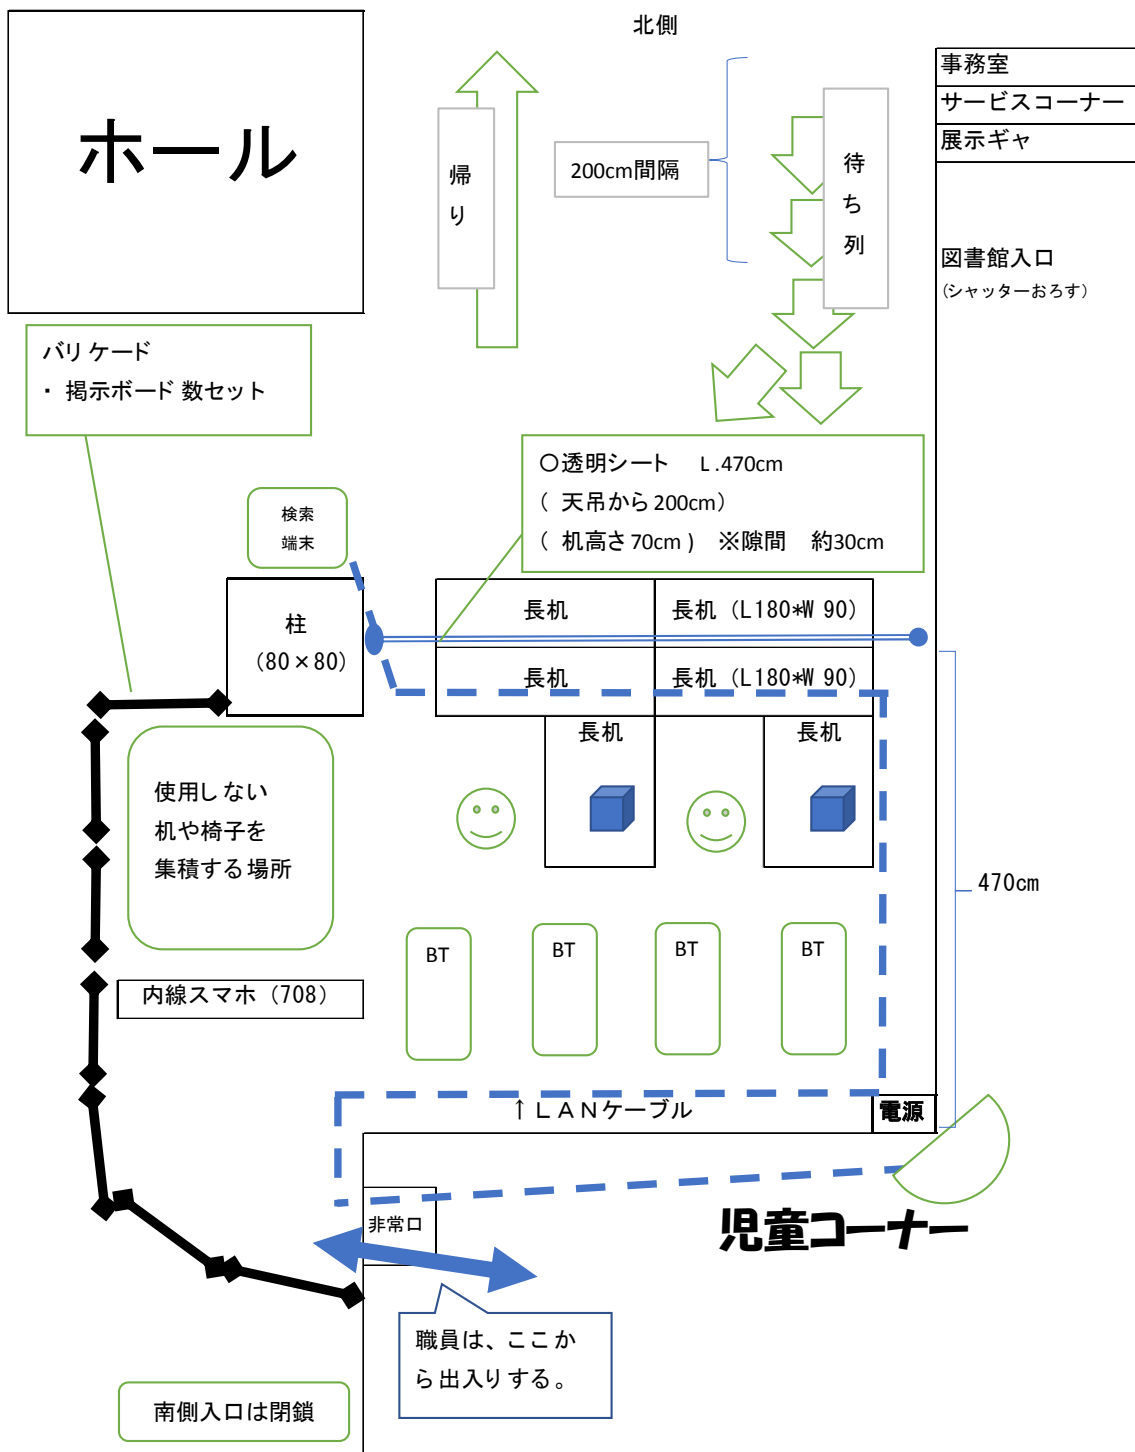 北側
ホール
帰
り
200cm間隔
待
ち
列
事務室
サービスコーナー
展示ギャ
図書館入口
(シャッターおろす)
バリケード
・ 掲示ボード 数セット
〇透明シート　L.470cm
( 天吊から200cm)
( 机高さ70cm )　※隙間　約30cm
検索
端末
柱
(80×80)
長机
長机 (L180*W 90)
長机
長机 (L180*W 90)
長机
長机
使用しない
机や椅子を
集積する場所
470cm
BT
BT
BT
BT
内線スマホ (708)
↑ＬＡＮケーブル
電源
非常口
児童コーナー
職員は、ここか
ら出入りする。
南側入口は閉鎖